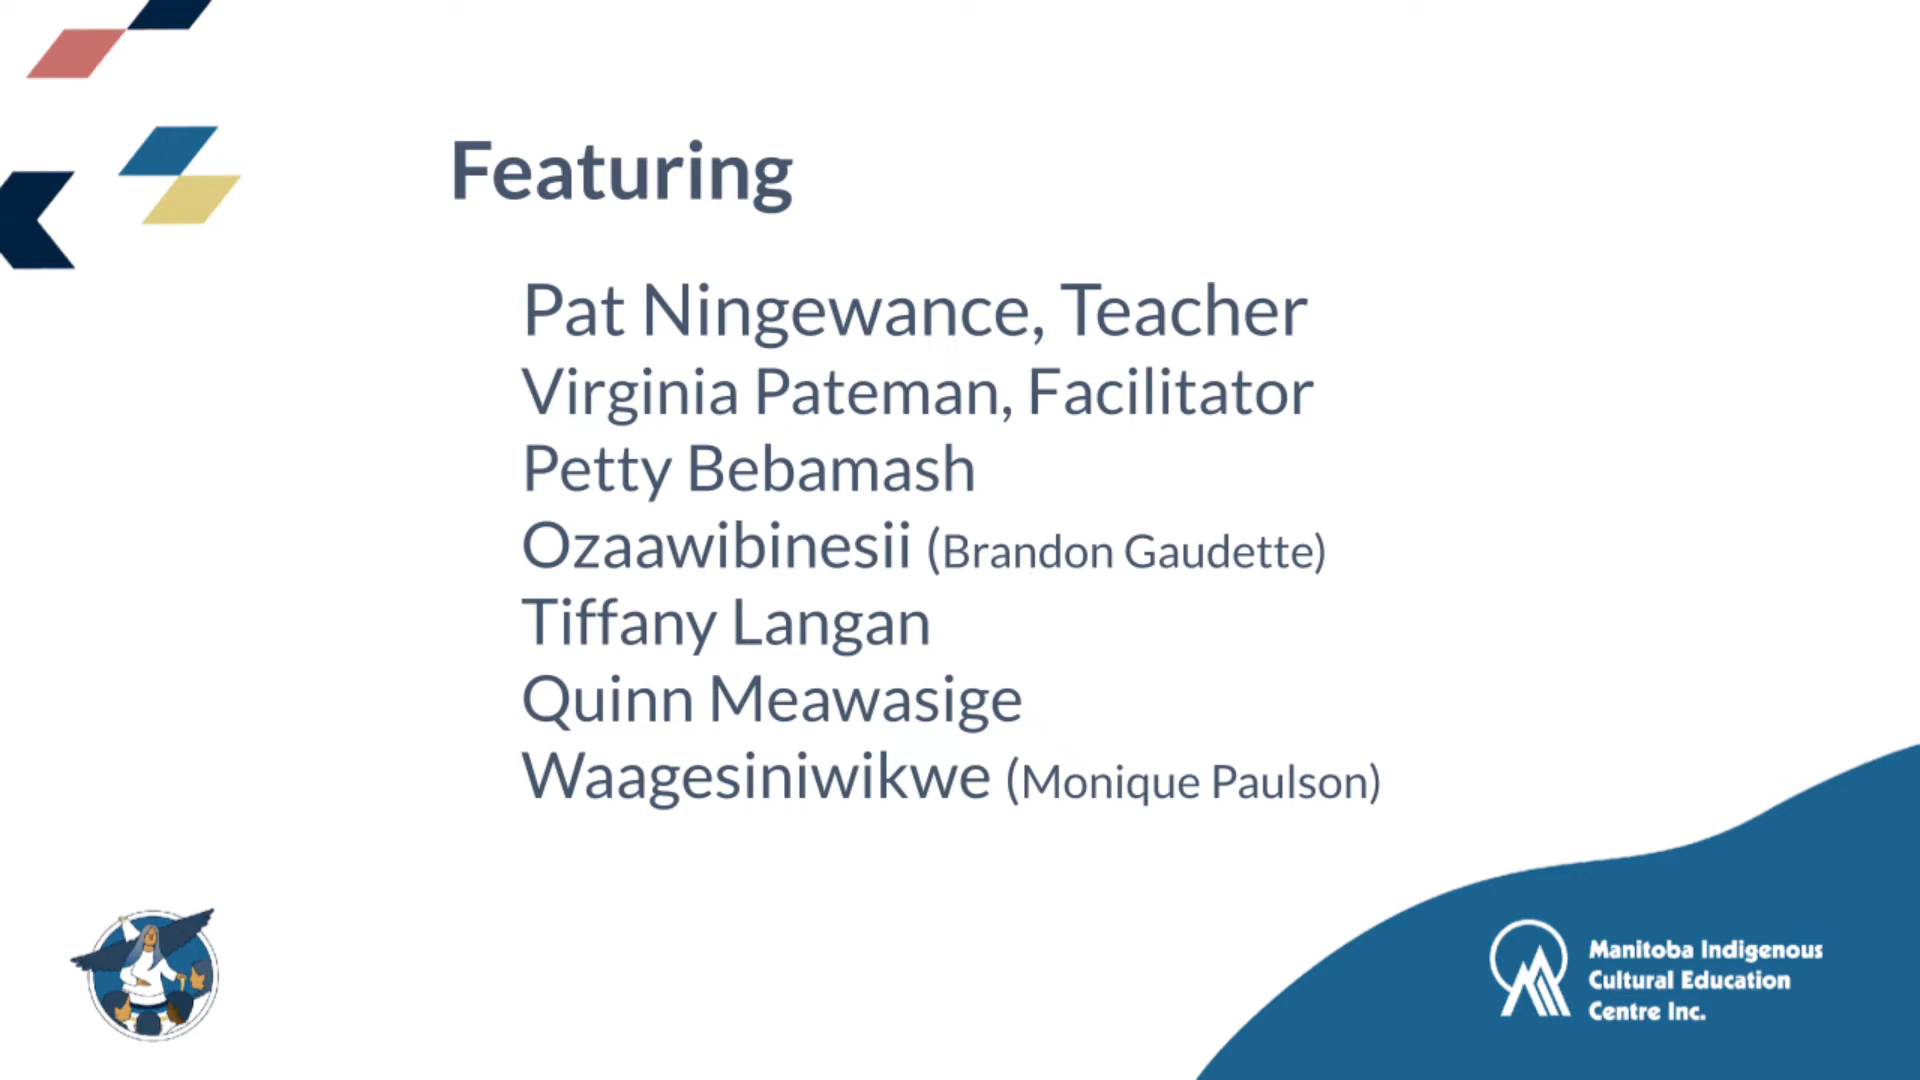 Featuring
Pat Ningewance, Teacher
Virginia Pateman, Facilitator
Petty Bebamash
Ozaawibinesii (Brandon Gaudette)
Tiffany Langan
Quinn Meawasige
Waagesiniwikwe (Monique Paulson)
Manitoba Indigenous
Cultural Education
Centre Inc.